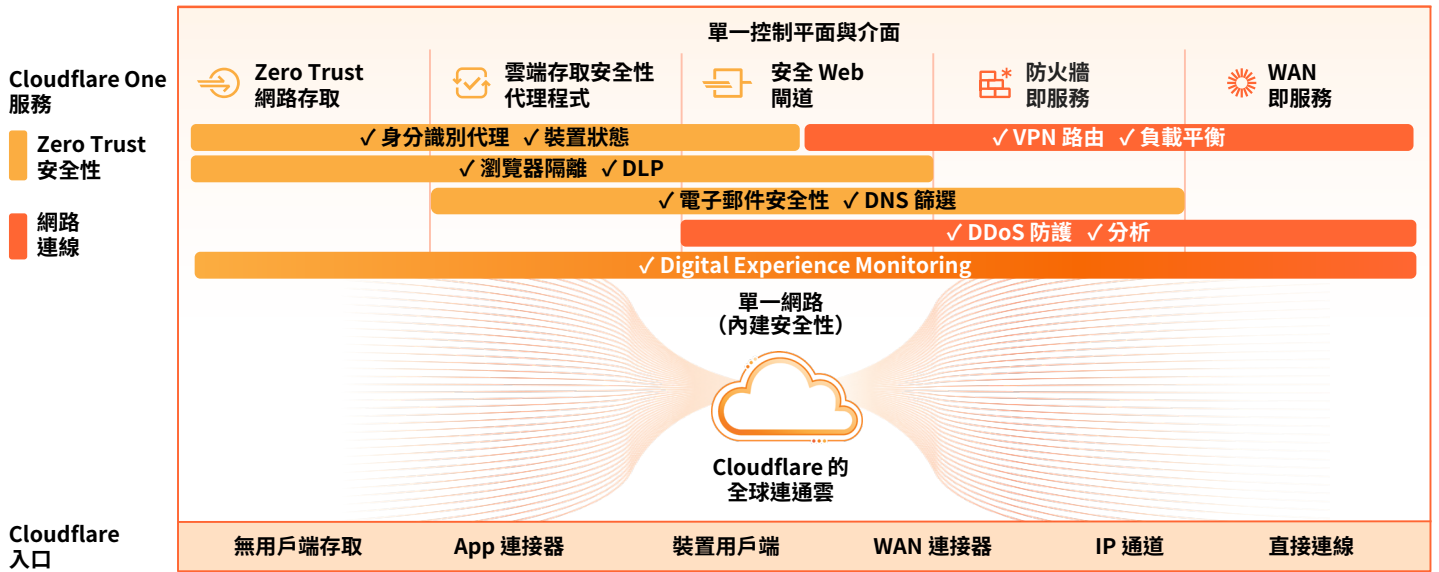 單一控制平面與介面
Cloudflare One
服務
Zero Trust
網路存取
雲端存取安全性
代理程式
安全 Web
閘道
防火牆
即服務
WAN
即服務
Zero Trust
安全性
網路
連線
✓ 身分識別代理 ✓ 裝置狀態
✓ VPN 路由 ✓ 負載平衡
✓ 瀏覽器隔離 ✓ DLP
✓ 電子郵件安全性 ✓ DNS 篩選
✓ DDoS 防護 ✓ 分析
✓ Digital Experience Monitoring
單一網路
（內建安全性）
Cloudflare 的
全球連通雲
Cloudflare
入口
無用戶端存取
App 連接器
裝置用戶端
WAN 連接器
IP 通道
直接連線